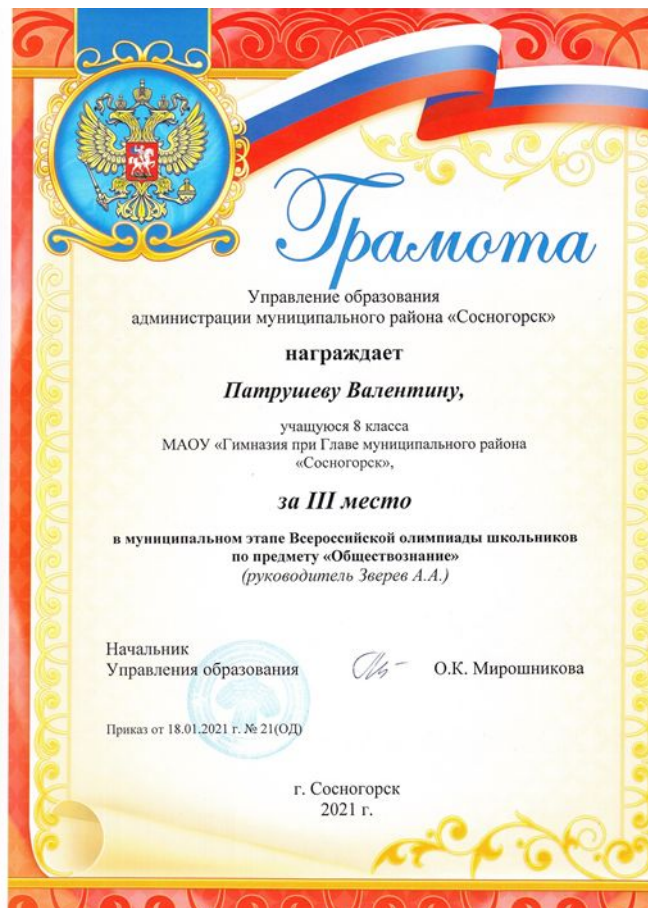 Грамота
Управление образования
администрации муниципального района «Сосногорск»
награждает
Патрушеву Валентину,
учащуюся 8 класса
МАОУ «Гимназия при Главе муниципального района
«Сосногорск»,
за III место
в муниципальном этапе Всероссийской олимпиады школьников
по предмету «Обществознание»
(руководитель Зверев А.А.)
Начальник
Управления образования О.К. Мирошникова
Приказ от 18.01.2021 г. № 21(ОД)
г. Сосногорск
2021 г.